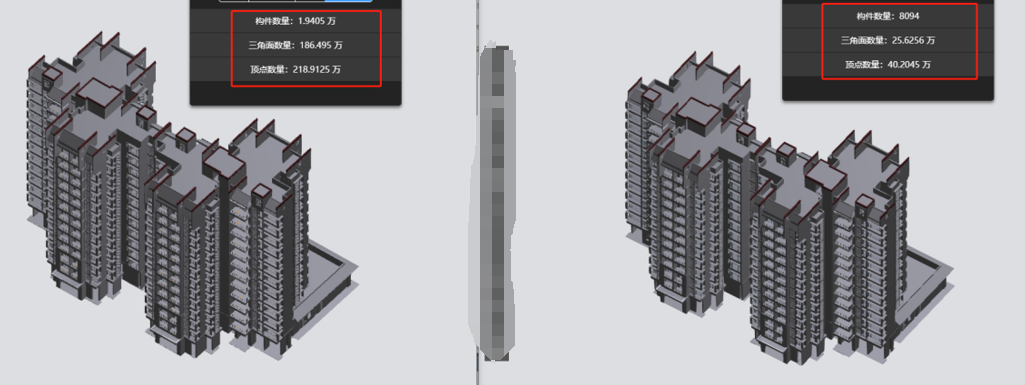 构件数量：1.9405 万
三角面数量：186.495 万
顶点数量：218.9125 万
构件数量：8094
三角面数量：25.6256 万
顶点数量：40.2045 万